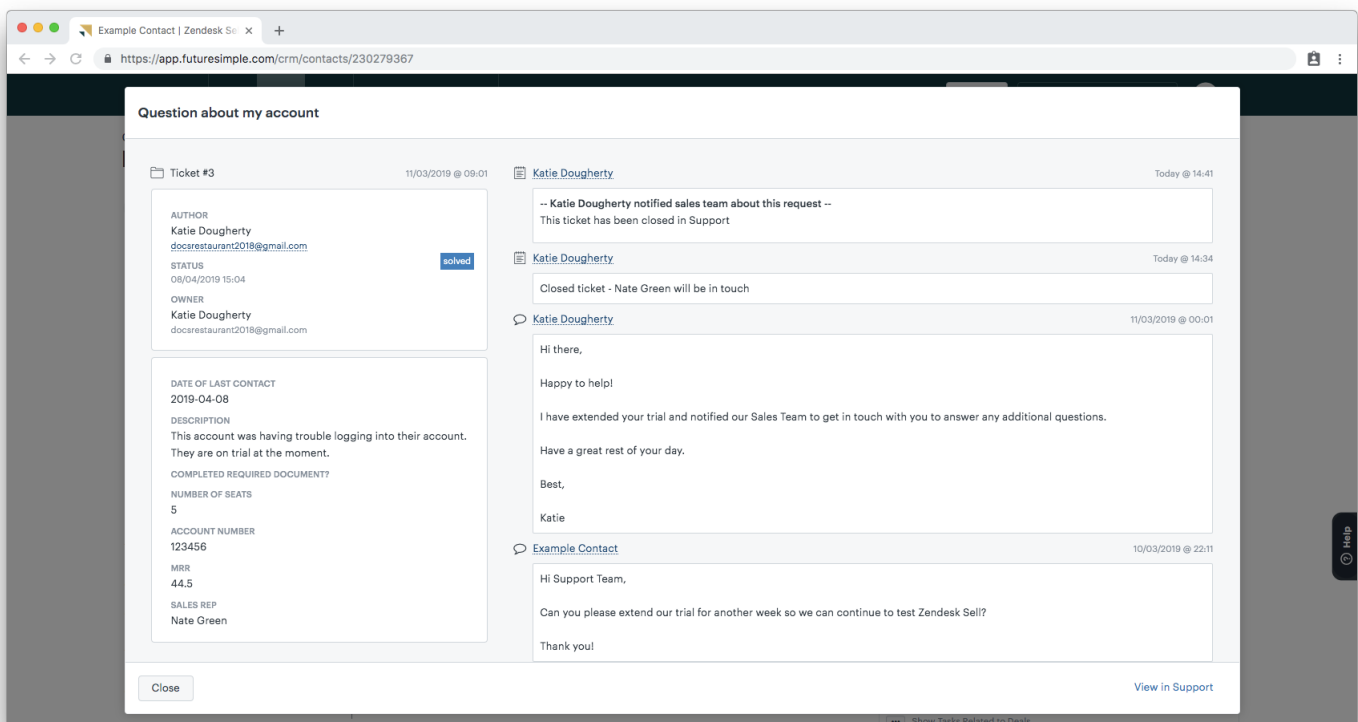 Example Contact | Zendesk Se
https://app.futuresimple.com/crm/contacts/230279367
Question about my account
Ticket #3
11/03/2019 @ 09:01
AUTHOR
Katie Dougherty
docsrestaurant2018@gmail.com
STATUS
solved
08/04/2019 15:04
OWNER
Katie Dougherty
docsrestaurant2018@gmail.com
DATE OF LAST CONTACT
2019-04-08
DESCRIPTION
This account was having trouble logging into their account.
They are on trial at the moment.
COMPLETED REQUIRED DOCUMENT?
NUMBER OF SEATS
5
ACCOUNT NUMBER
123456
MRR
44.5
SALES REP
Nate Green
Katie Dougherty
Today @ 14:41
-- Katie Dougherty notified sales team about this request --
This ticket has been closed in Support
Katie Dougherty
Today @ 14:34
Closed ticket - Nate Green will be in touch
Katie Dougherty
11/03/2019 @ 00:01
Hi there,
Happy to help!
I have extended your trial and notified our Sales Team to get in touch with you to answer any additional questions.
Have a great rest of your day.
Best,
Katie
Example Contact
10/03/2019 @ 22:11
Hi Support Team,
Can you please extend our trial for another week so we can continue to test Zendesk Sell?
Thank you!
Close
View in Support
Help
Show Tasks Related to Deals